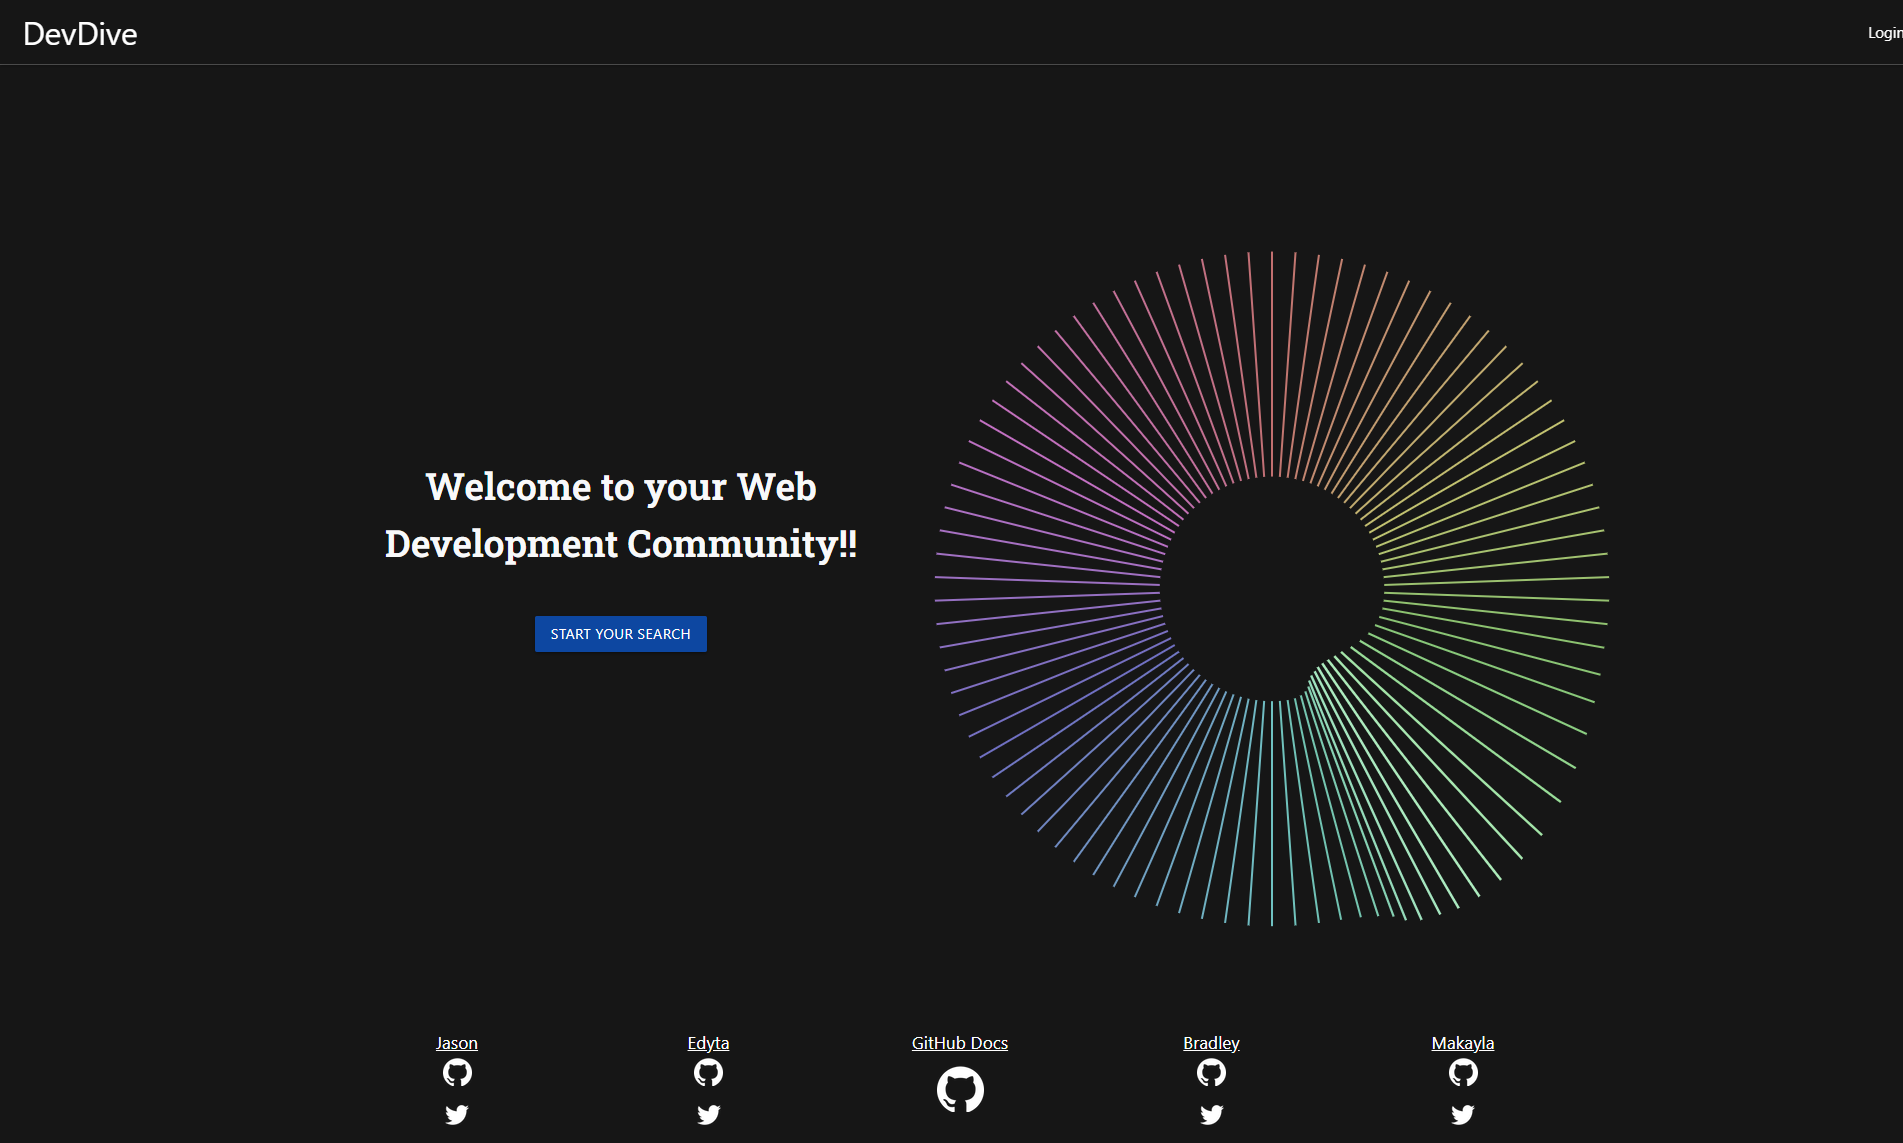 DevDive
Login
Welcome to your Web
Development Community!!
START YOUR SEARCH
Jason
Edyta
GitHub Docs
Bradley
Makayla